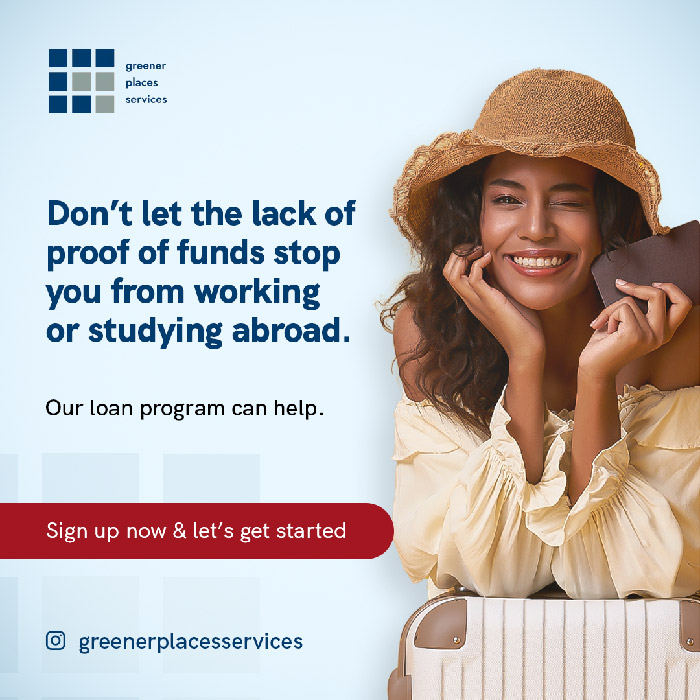 greener
places
services
Don’t let the lack of
proof of funds stop
you from working
or studying abroad.
Our loan program can help.
Sign up now & let’s get started
greenerplacesservices